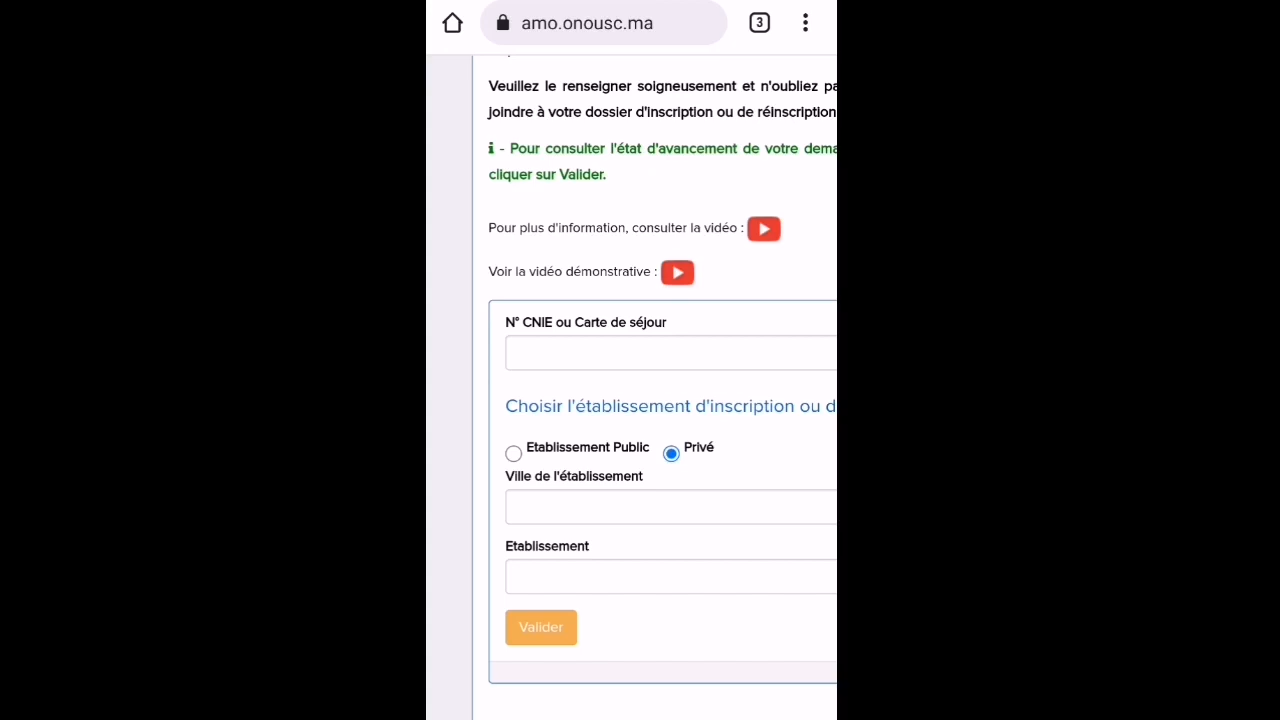 amo.onousc.ma
3
Veuillez le renseigner soigneusement et n'oubliez pa
joindre à votre dossier d'inscription ou de réinscription
i - Pour consulter l'état d'avancement de votre dema
cliquer sur Valider.
Pour plus d'information, consulter la vidéo :
Voir la vidéo démonstrative :
N° CNIE ou Carte de séjour
Choisir l'établissement d'inscription ou d
Etablissement Public Privé
Ville de l'établissement
Etablissement
Valider